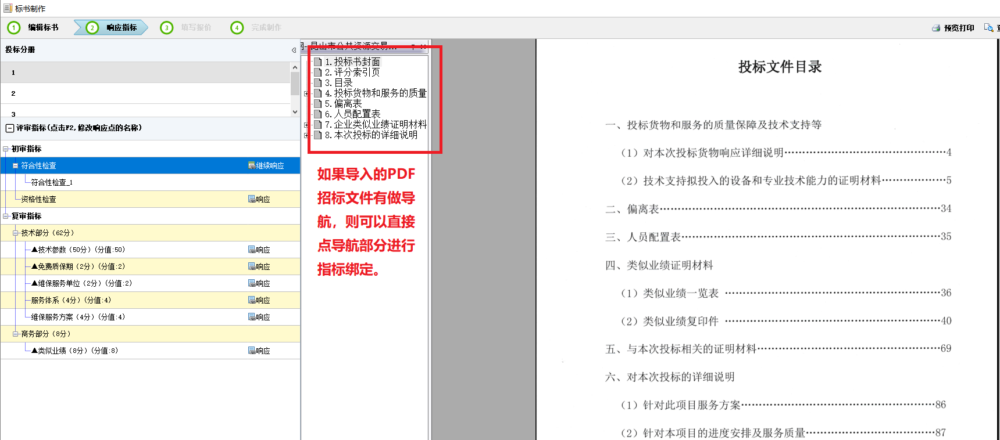 标书制作
1 编辑标书 2 响应指标 3 填写报价 4 完成制作 预览打印
投标分册
1
2
3
评审指标(点击F2,修改响应点的名称)
初审指标
符合性检查 继续响应
符合性检查_1
资格性检查 响应
复审指标
技术部分（62分）
▲技术参数（50分）(分值:50) 响应
▲免费质保期（2分）(分值:2) 响应
▲维保服务单位（2分）(分值:2) 响应
服务体系（4分）(分值:4) 响应
维保服务方案（4分）(分值:4) 响应
商务部分（8分）
▲类似业绩（8分）(分值:8) 响应
昆山市公共资源交易...
1.投标书封面
2.评分索引页
3.目录
4.投标货物和服务的质量
5.偏离表
6.人员配置表
7.企业类似业绩证明材料
8.本次投标的详细说明
如果导入的PDF
招标文件有做导
航，则可以直接
点导航部分进行
指标绑定。
投标文件目录
一、投标货物和服务的质量保障及技术支持等
（1）对本次投标货物响应详细说明……………………………………4
（2）技术支持拟投入的设备和专业技术能力的证明材料………………5
二、偏离表……………………………………………………………………34
三、人员配置表………………………………………………………………35
四、类似业绩证明材料
（1）类似业绩一览表 ……………………………………………………36
（2）类似业绩复印件 ……………………………………………………40
五、与本次投标相关的证明材料……………………………………………69
六、对本次投标的详细说明
（1）针对此项目服务方案………………………………………………86
（2）针对本项目的进度安排及服务质量………………………………87